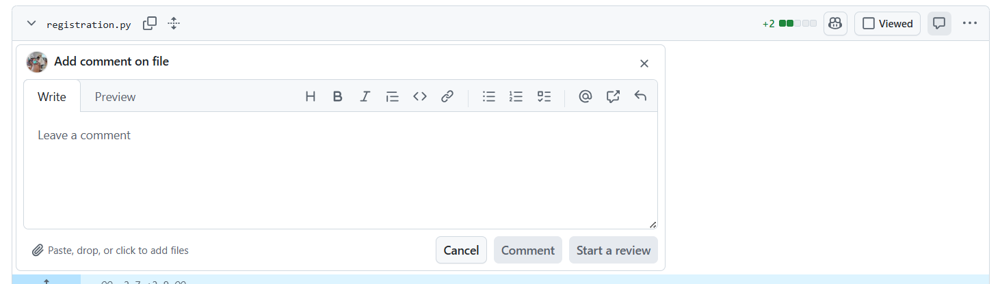 registration.py +2 Viewed
Add comment on file
Write Preview
Leave a comment
Paste, drop, or click to add files Cancel Comment Start a review